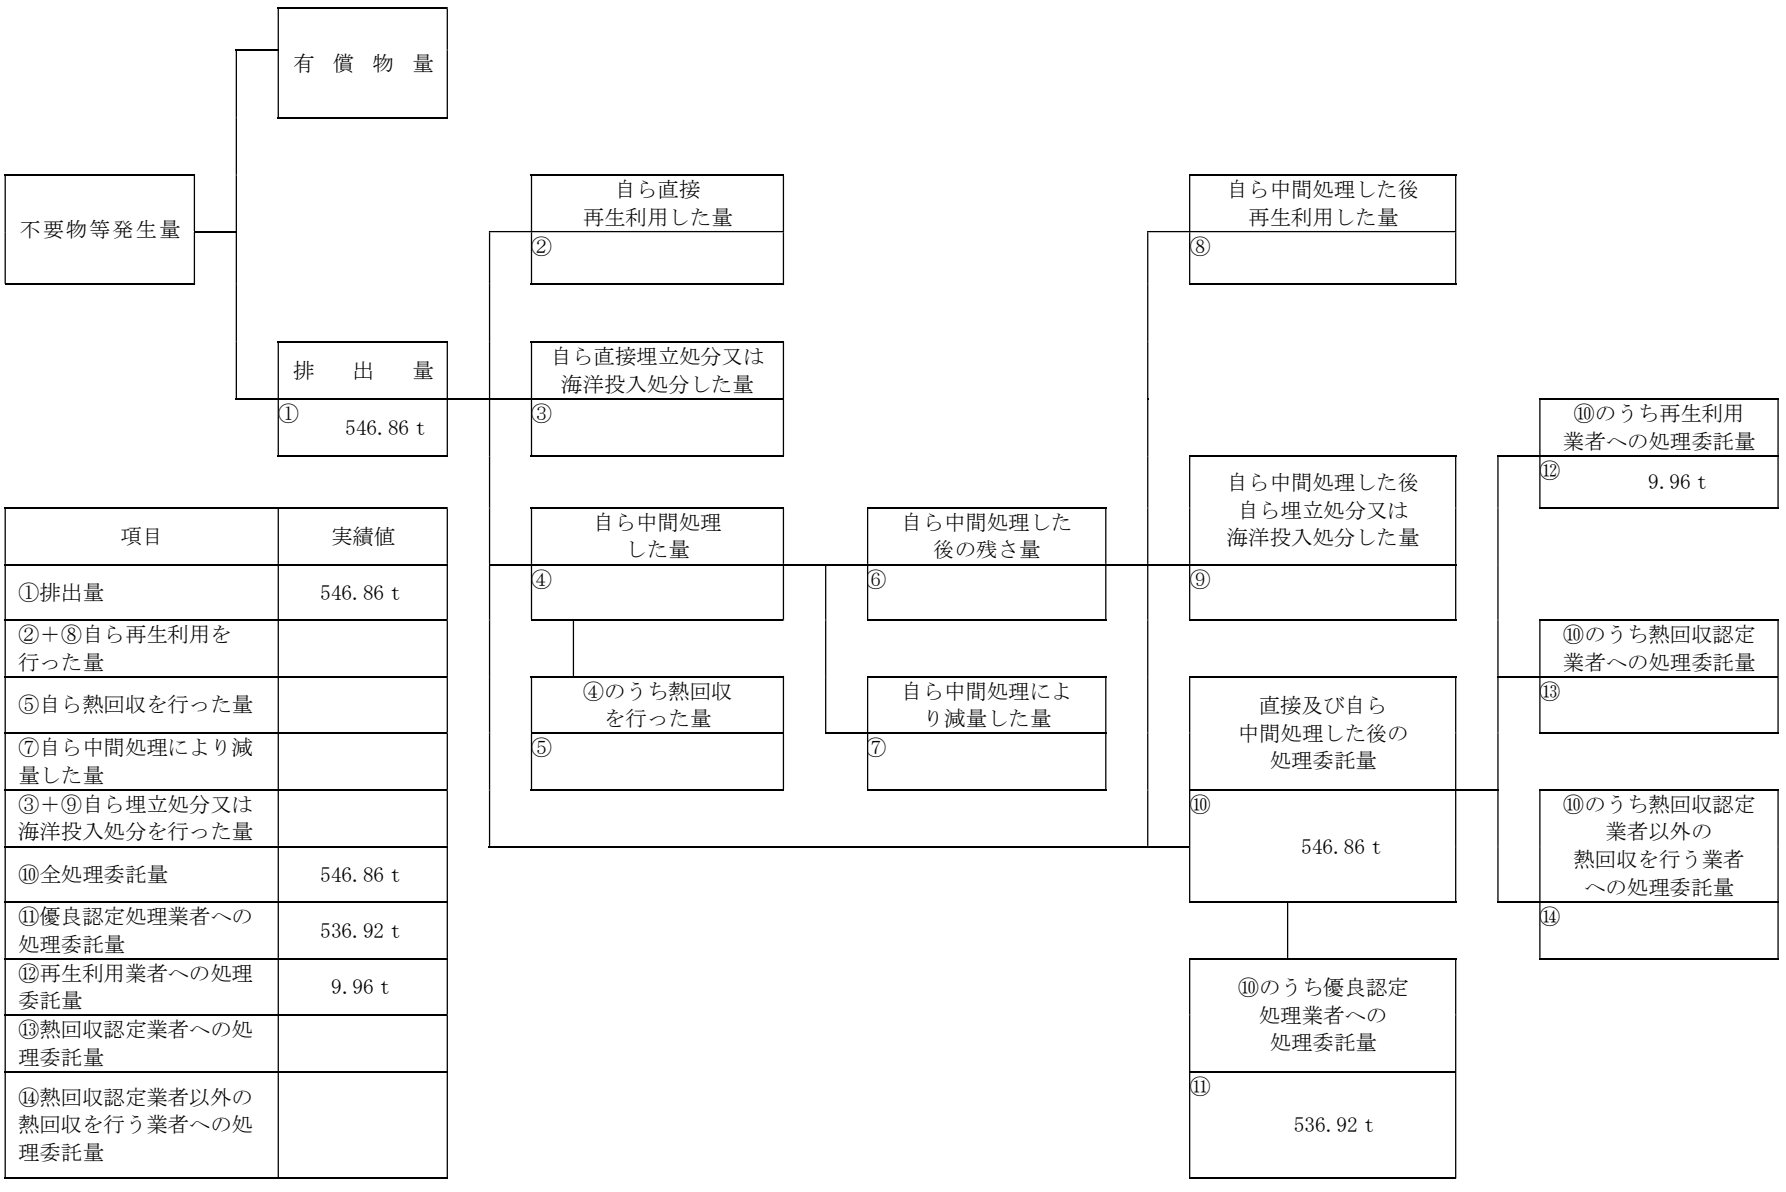 有償物量
不要物等発生量
自ら直接
再生利用した量
②
自ら中間処理した後
再生利用した量
⑧
排出量
①
546.86 t
自ら直接埋立処分又は
海洋投入処分した量
③
⑩のうち再生利用
業者への処理委託量
⑫
9.96 t
自ら中間処理した後
自ら埋立処分又は
海洋投入処分した量
⑨
自ら中間処理
した量
④
自ら中間処理した
後の残さ量
⑥
⑩のうち熱回収認定
業者への処理委託量
⑬
④のうち熱回収
を行った量
⑤
自ら中間処理によ
り減量した量
⑦
直接及び自ら
中間処理した後の
処理委託量
⑩
546.86 t
⑩のうち熱回収認定
業者以外の
熱回収を行う業者
への処理委託量
⑭
⑩のうち優良認定
処理業者への
処理委託量
⑪
536.92 t
項目 実績値
①排出量 546.86 t
②＋⑧自ら再生利用を
行った量
⑤自ら熱回収を行った量
⑦自ら中間処理により減
量した量
③＋⑨自ら埋立処分又は
海洋投入処分を行った量
⑩全処理委託量 546.86 t
⑪優良認定処理業者への
処理委託量 536.92 t
⑫再生利用業者への処理
委託量 9.96 t
⑬熱回収認定業者への処
理委託量
⑭熱回収認定業者以外の
熱回収を行う業者への処
理委託量